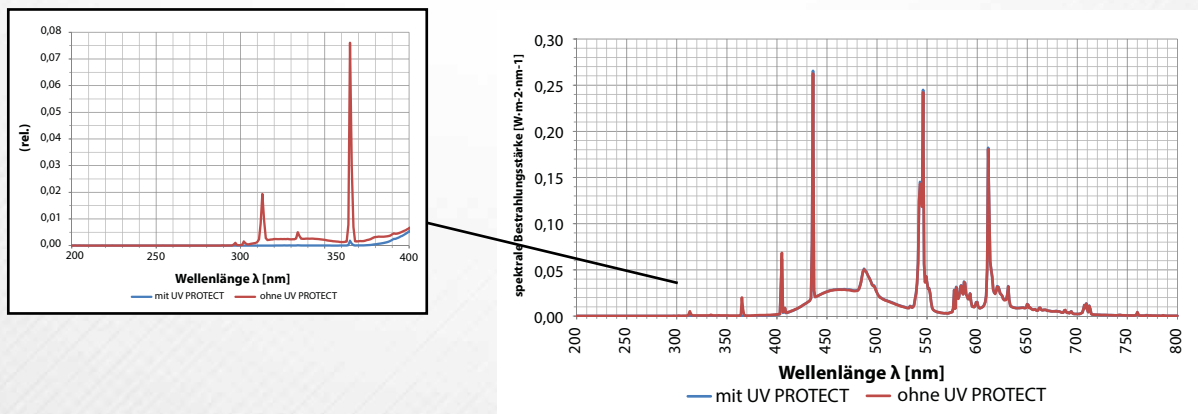 0,08
0,07
0,06
0,05
0,04
0,03
0,02
0,01
0,00
(rel.)
200 250 300 350 400
Wellenlänge λ [nm]
mit UV PROTECT ohne UV PROTECT
0,30
0,25
0,20
0,15
0,10
0,05
0,00
spektrale Bestrahlungsstärke [W·m-2·nm-1]
200 250 300 350 400 450 500 550 600 650 700 750 800
Wellenlänge λ [nm]
mit UV PROTECT ohne UV PROTECT